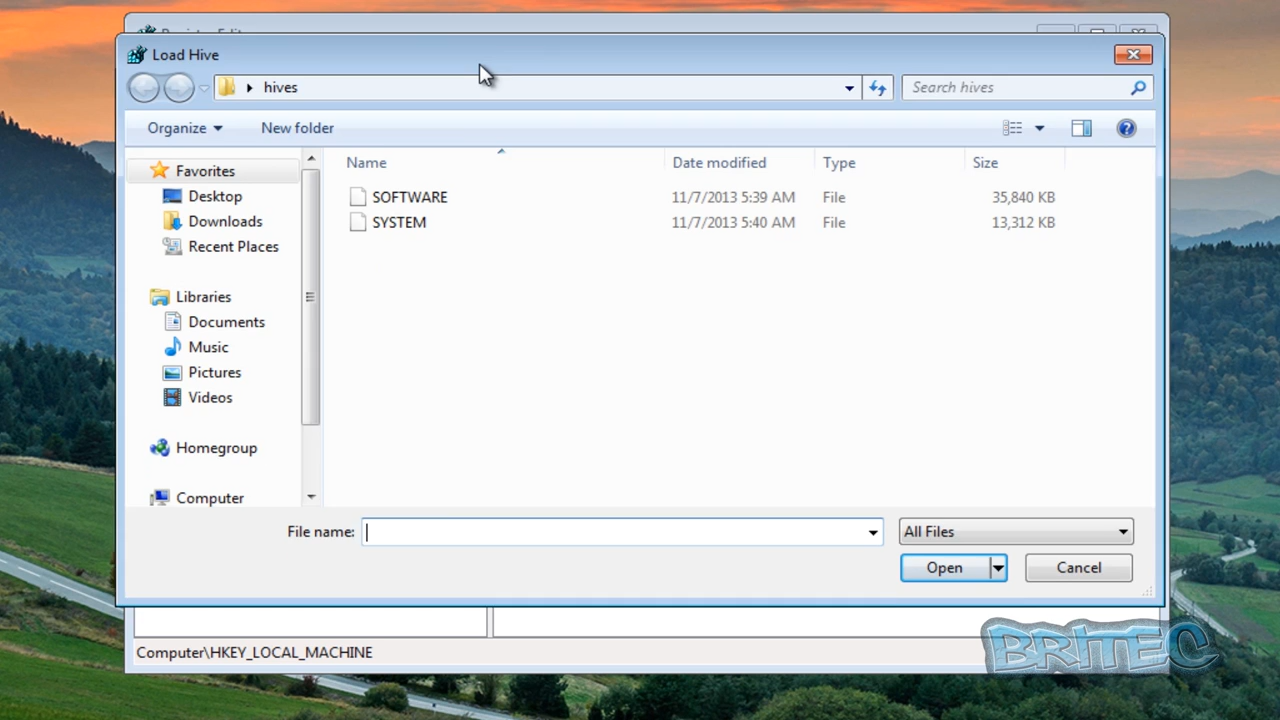 Registry Edit
Load Hive
hives
Search hives
Organize
New folder
Name
Date modified
Type
Size
Favorites
SOFTWARE
11/7/2013 5:39 AM
File
35,840 KB
Desktop
SYSTEM
11/7/2013 5:40 AM
File
13,312 KB
Downloads
Recent Places
Libraries
Documents
Music
Pictures
Videos
Homegroup
Computer
File name:
All Files
Open
Cancel
Computer\HKEY_LOCAL_MACHINE
BRITEC